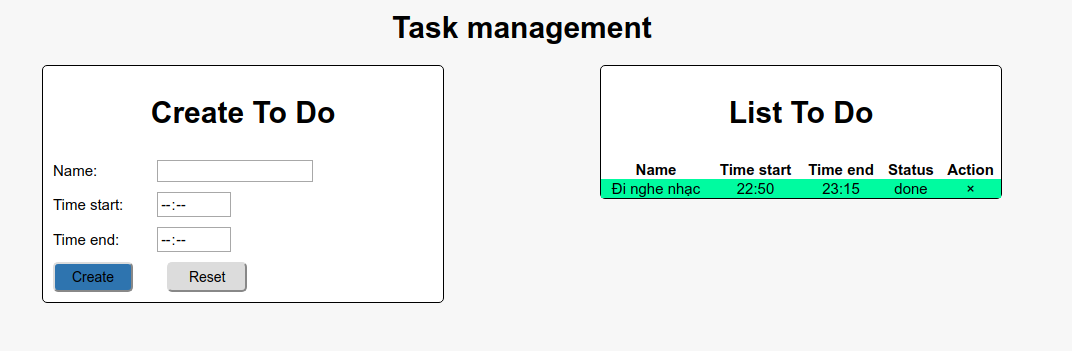 Task management
Create To Do
Name:
Time start:
--:--
Time end:
--:--
Create Reset
List To Do
Name Time start Time end Status Action
Đi nghe nhạc 22:50 23:15 done ×